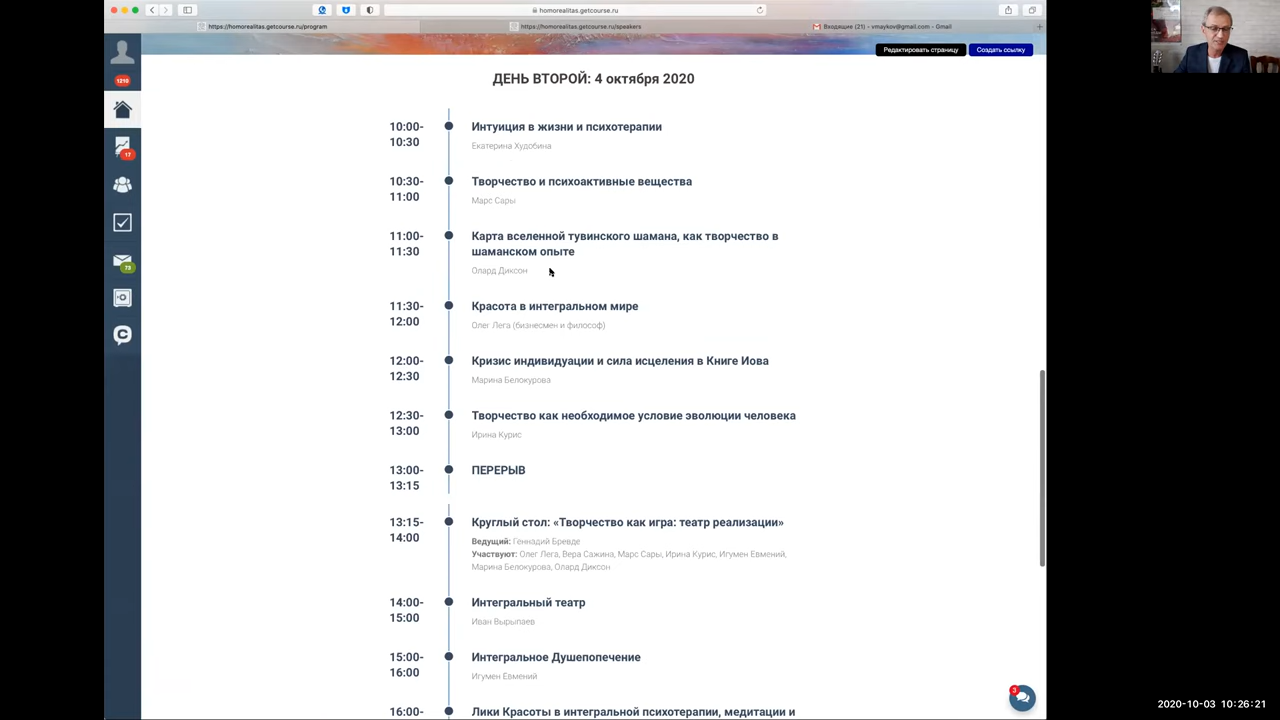 homorealitas.getcourse.ru
https://homorealitas.getcourse.ru/program
https://homorealitas.getcourse.ru/speakers
Входящие (21) - vmaykov@gmail.com - Gmail
Редактировать страницу
Создать ссылку
1210
17
73
ДЕНЬ ВТОРОЙ: 4 октября 2020
10:00-
10:30
Интуиция в жизни и психотерапии
Екатерина Худобина
10:30-
11:00
Творчество и психоактивные вещества
Марс Сары
11:00-
11:30
Карта вселенной тувинского шамана, как творчество в
шаманском опыте
Олард Диксон
11:30-
12:00
Красота в интегральном мире
Олег Лега (бизнесмен и философ)
12:00-
12:30
Кризис индивидуации и сила исцеления в Книге Иова
Марина Белокурова
12:30-
13:00
Творчество как необходимое условие эволюции человека
Ирина Курис
13:00-
13:15
ПЕРЕРЫВ
13:15-
14:00
Круглый стол: «Творчество как игра: театр реализации»
Ведущий: Геннадий Бревде
Участвуют: Олег Лега, Вера Сажина, Марс Сары, Ирина Курис, Игумен Евмений,
Марина Белокурова, Олард Диксон
14:00-
15:00
Интегральный театр
Иван Вырыпаев
15:00-
16:00
Интегральное Душепопечение
Игумен Евмений
16:00-
Лики Красоты в интегральной психотерапии, медитации и
3
2020-10-03 10:26:21